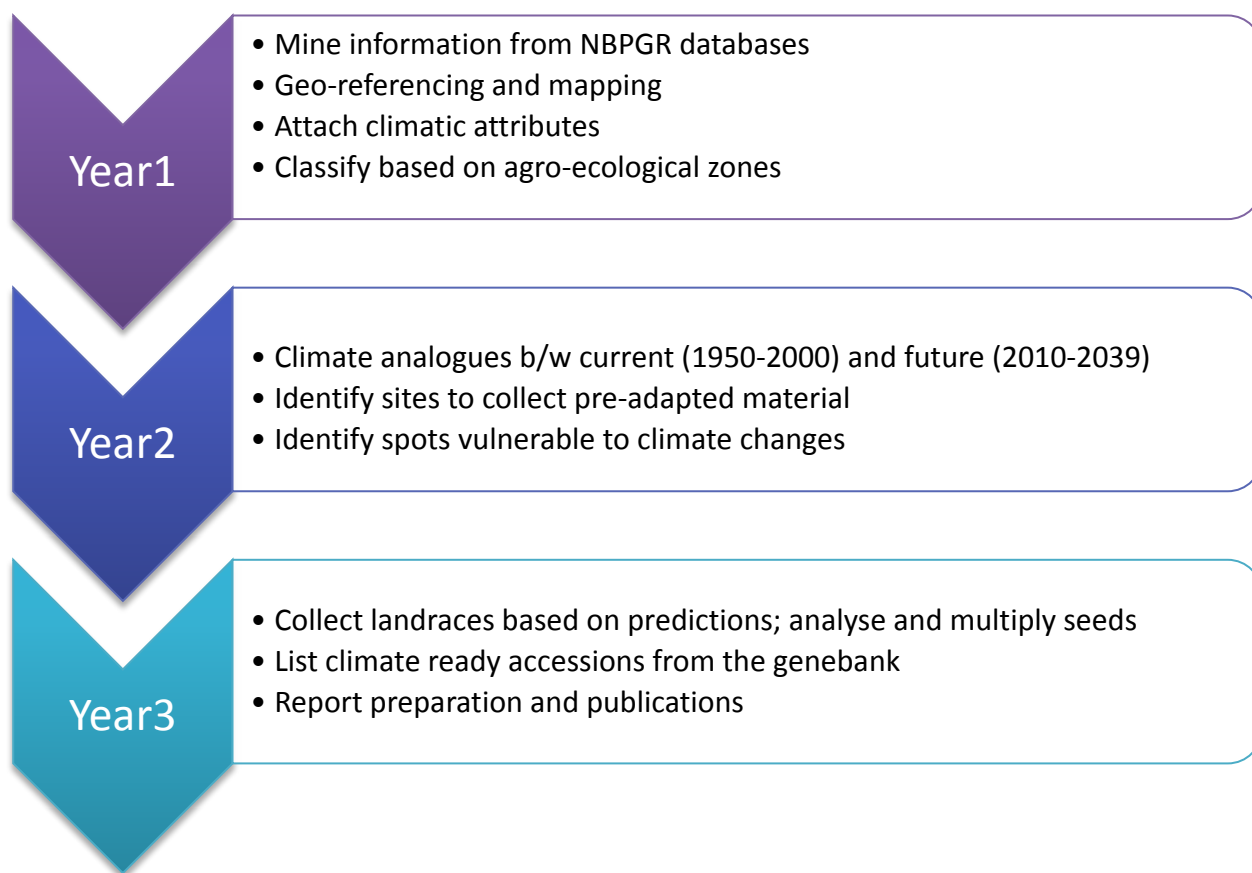 Year1
• Mine information from NBPGR databases
• Geo-referencing and mapping
• Attach climatic attributes
• Classify based on agro-ecological zones
Year2
• Climate analogues b/w current (1950-2000) and future (2010-2039)
• Identify sites to collect pre-adapted material
• Identify spots vulnerable to climate changes
Year3
• Collect landraces based on predictions; analyse and multiply seeds
• List climate ready accessions from the genebank
• Report preparation and publications